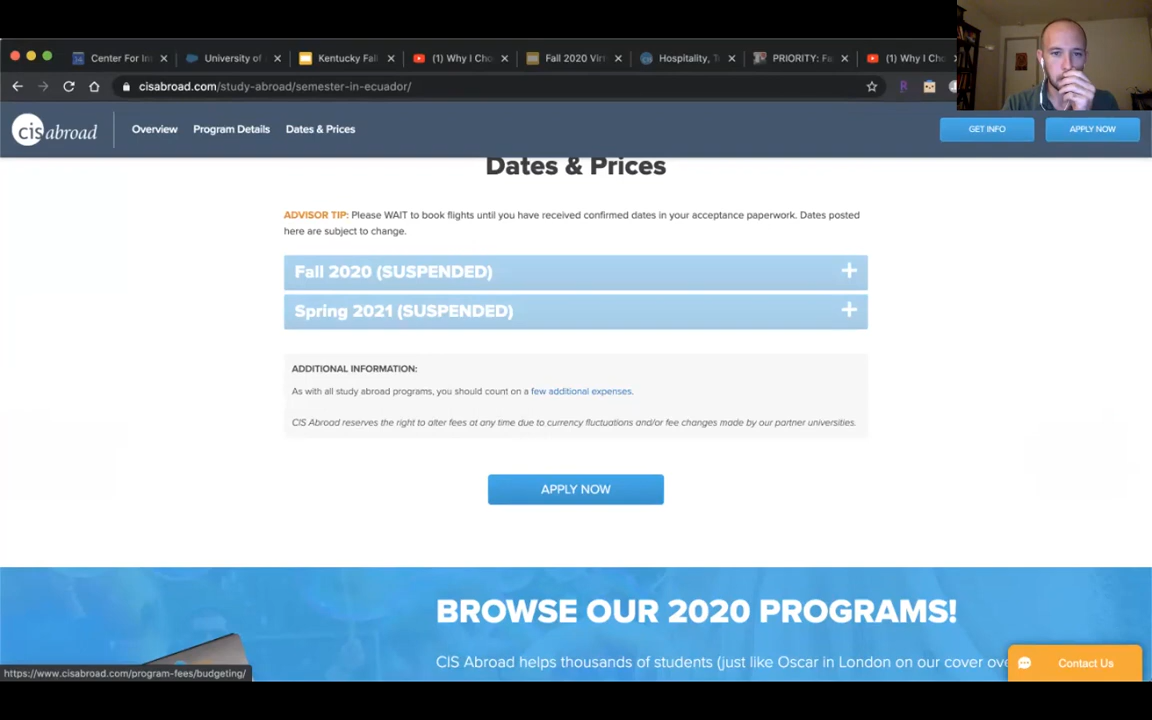 Center For In
University of
Kentucky Fal
(1) Why I Cho
Fall 2020 Vir
Hospitality, T
PRIORITY: Fa
(1) Why I Cho
cisabroad.com/study-abroad/semester-in-ecuador/
cis abroad
Overview
Program Details
Dates & Prices
GET INFO
APPLY NOW
Dates & Prices
ADVISOR TIP: Please WAIT to book flights until you have received confirmed dates in your acceptance paperwork. Dates posted
here are subject to change.
Fall 2020 (SUSPENDED)
Spring 2021 (SUSPENDED)
ADDITIONAL INFORMATION:
As with all study abroad programs, you should count on a few additional expenses.
CIS Abroad reserves the right to alter fees at any time due to currency fluctuations and/or fee changes made by our partner universities.
APPLY NOW
BROWSE OUR 2020 PROGRAMS!
CIS Abroad helps thousands of students (just like Oscar in London on our cover ove
Contact Us
https://www.cisabroad.com/program-fees/budgeting/